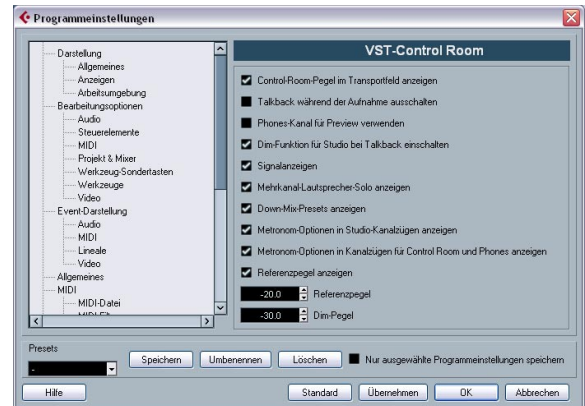 Programmeinstellungen
Darstellung
Allgemeines
Anzeigen
Arbeitsumgebung
Bearbeitungsoptionen
Audio
Steuerelemente
MIDI
Projekt & Mixer
Werkzeug-Sondertasten
Werkzeuge
Video
Event-Darstellung
Audio
MIDI
Lineale
Video
Allgemeines
MIDI
MIDI-Datei
VST-Control Room
Control-Room-Pegel im Transportfeld anzeigen
Talkback während der Aufnahme ausschalten
Phones-Kanal für Preview verwenden
Dim-Funktion für Studio bei Talkback einschalten
Signalanzeigen
Mehrkanal-Lautsprecher-Solo anzeigen
Down-Mix-Presets anzeigen
Metronom-Optionen in Studio-Kanalzügen anzeigen
Metronom-Optionen in Kanalzügen für Control Room und Phones anzeigen
Referenzpegel anzeigen
-20.0 Referenzpegel
-30.0 Dim-Pegel
Presets
-
Speichern Umbenennen Löschen Nur ausgewählte Programmeinstellungen speichern
Hilfe Standard Übernehmen OK Abbrechen